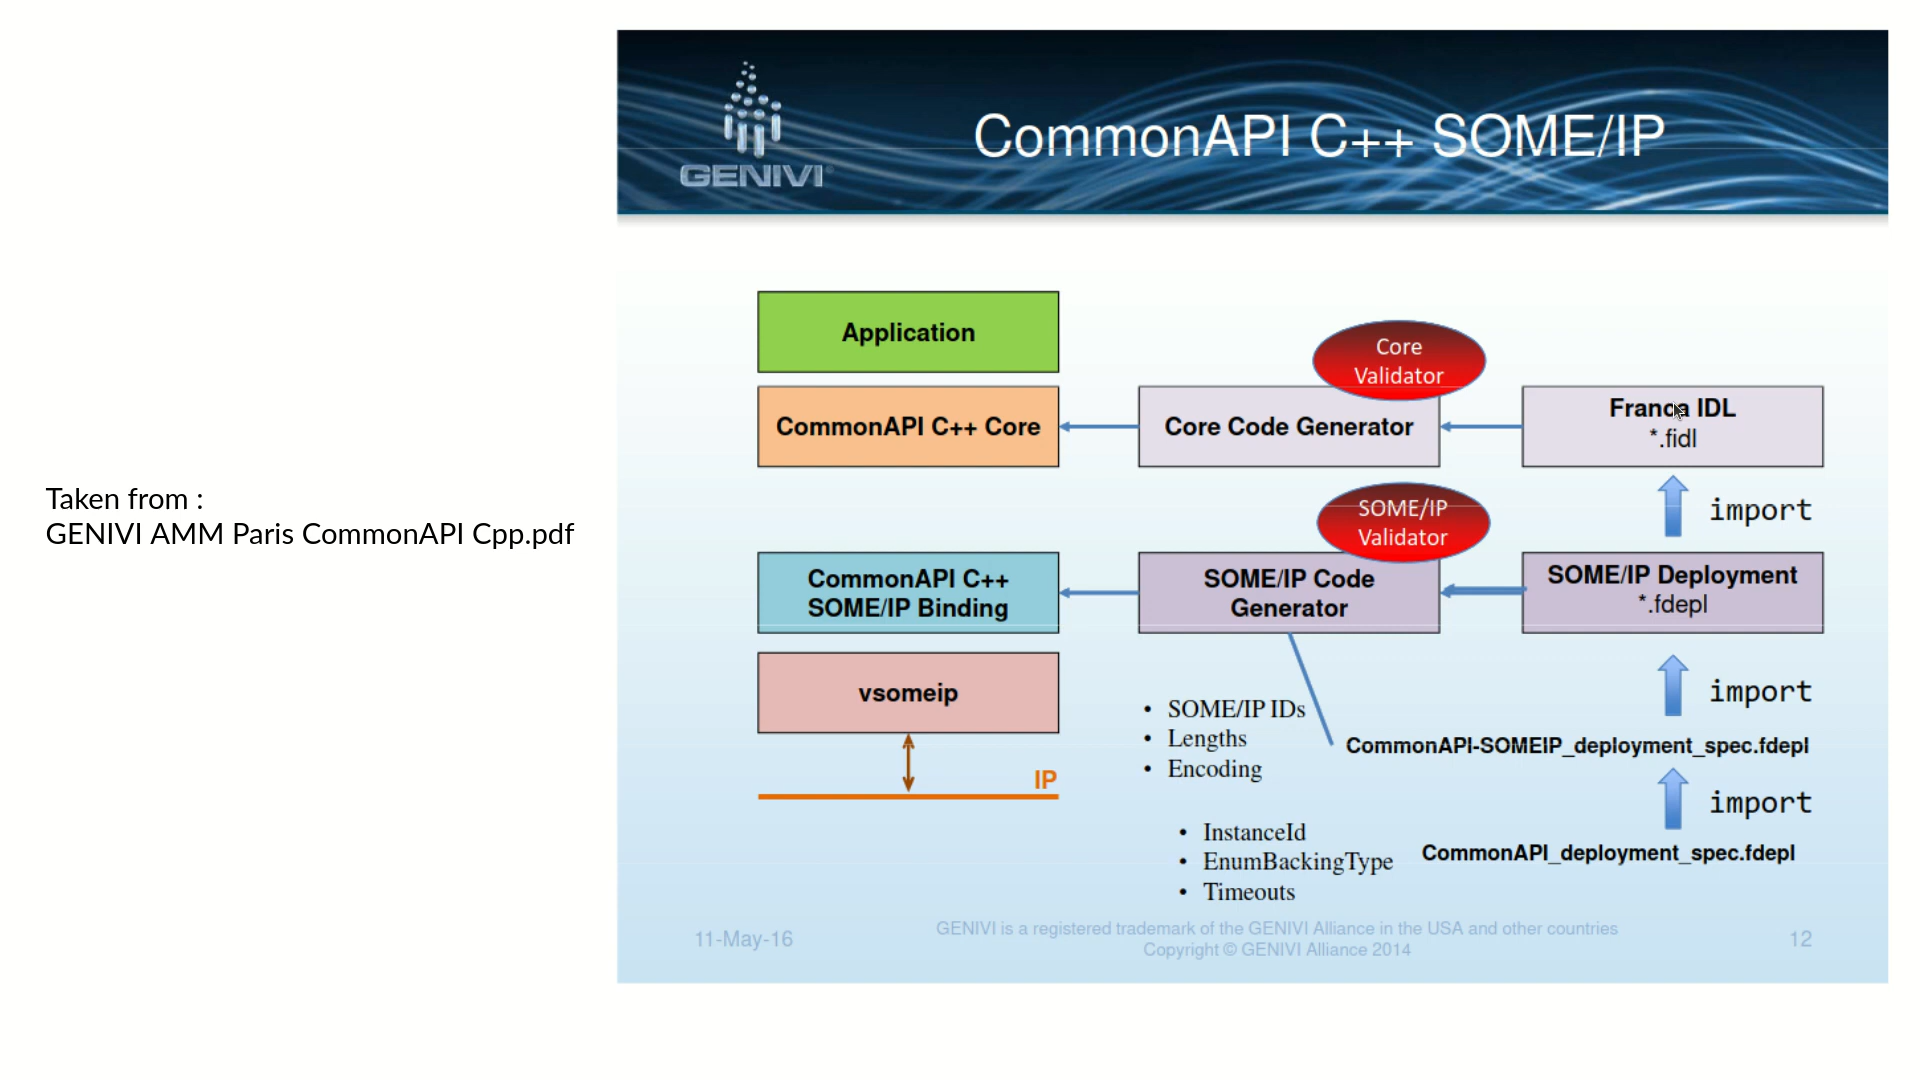 GENIVI
CommonAPI C++ SOME/IP
Taken from :
GENIVI AMM Paris CommonAPI Cpp.pdf
Application
Core
Validator
CommonAPI C++ Core
Core Code Generator
Franca IDL
*.fidl
import
SOME/IP
Validator
CommonAPI C++
SOME/IP Binding
SOME/IP Code
Generator
SOME/IP Deployment
*.fdepl
import
vsomeip
IP
• SOME/IP IDs
• Lengths
• Encoding
CommonAPI-SOMEIP_deployment_spec.fdepl
import
• InstanceId
• EnumBackingType
• Timeouts
CommonAPI_deployment_spec.fdepl
11-May-16
GENIVI is a registered trademark of the GENIVI Alliance in the USA and other countries
Copyright © GENIVI Alliance 2014
12